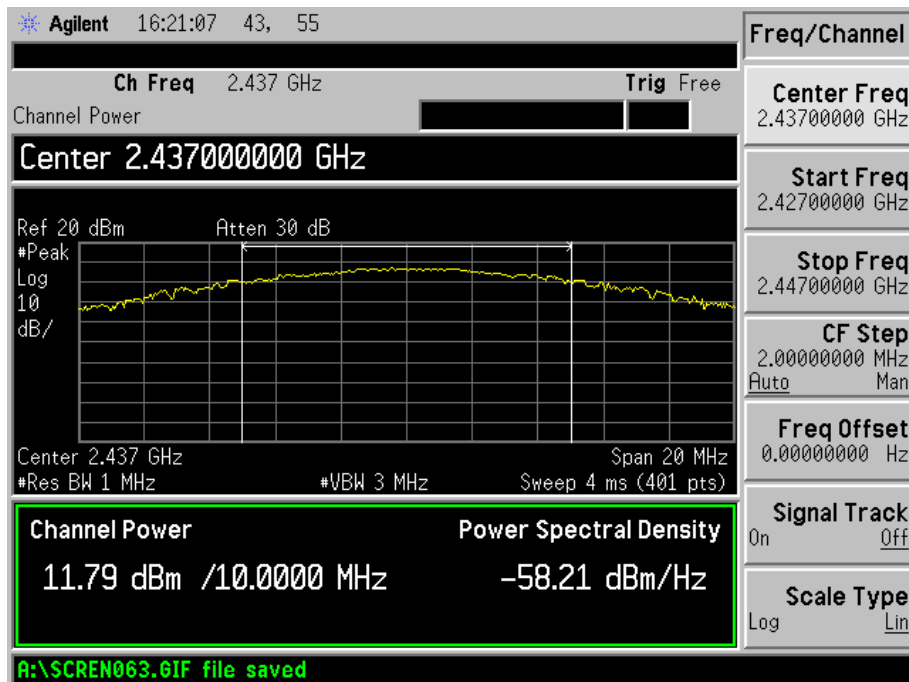 Agilent 16:21:07 43, 55
Ch Freq 2.437 GHz Trig Free
Channel Power
Center 2.437000000 GHz
Ref 20 dBm Atten 30 dB
#Peak
Log
10
dB/
Center 2.437 GHz Span 20 MHz
#Res BW 1 MHz #VBW 3 MHz Sweep 4 ms (401 pts)
Channel Power Power Spectral Density
11.79 dBm /10.0000 MHz -58.21 dBm/Hz
A:\SCREN063.GIF file saved
Freq/Channel
Center Freq
2.43700000 GHz
Start Freq
2.42700000 GHz
Stop Freq
2.44700000 GHz
CF Step
2.00000000 MHz
Auto Man
Freq Offset
0.00000000 Hz
Signal Track
On Off
Scale Type
Log Lin